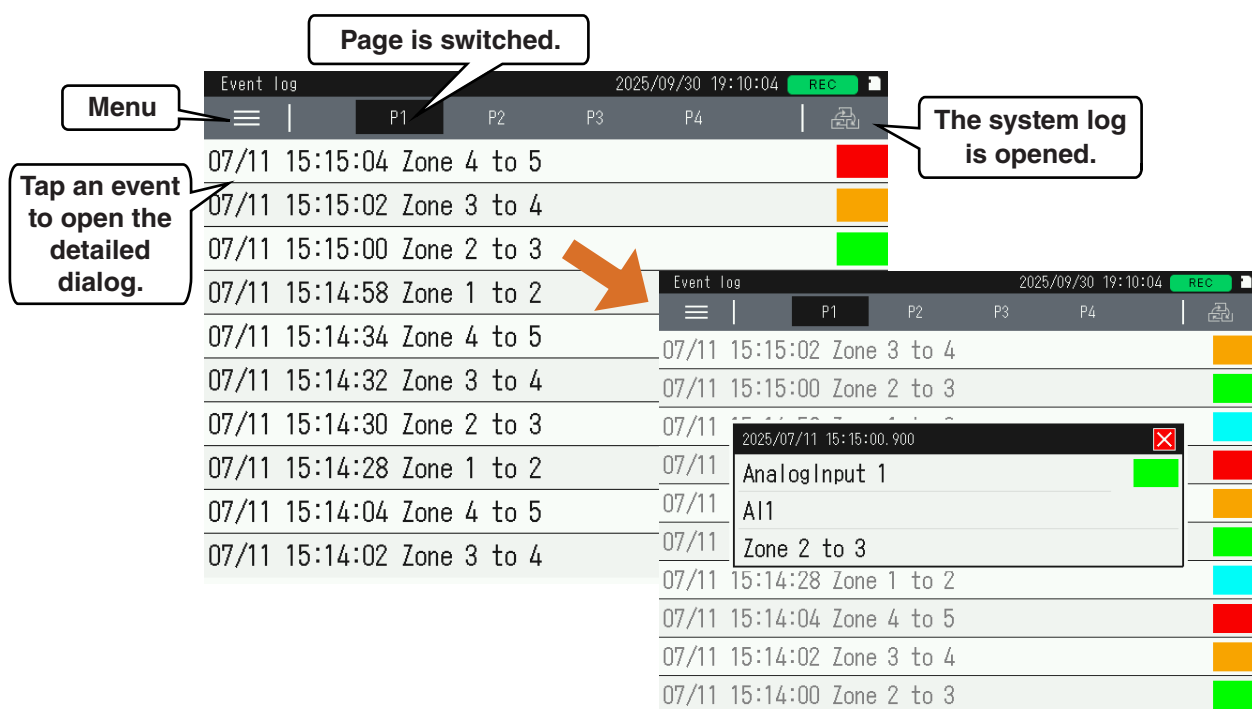 Page is switched.
Menu
Tap an event
to open the
detailed
dialog.
The system log
is opened.
Event log 2025/09/30 19:10:04 REC
P1 P2 P3 P4
07/11 15:15:04 Zone 4 to 5
07/11 15:15:02 Zone 3 to 4
07/11 15:15:00 Zone 2 to 3
07/11 15:14:58 Zone 1 to 2
07/11 15:14:34 Zone 4 to 5
07/11 15:14:32 Zone 3 to 4
07/11 15:14:30 Zone 2 to 3
07/11 15:14:28 Zone 1 to 2
07/11 15:14:04 Zone 4 to 5
07/11 15:14:02 Zone 3 to 4
Event log 2025/09/30 19:10:04 REC
P1 P2 P3 P4
07/11 15:15:02 Zone 3 to 4
07/11 15:15:00 Zone 2 to 3
07/11
07/11
07/11
07/11
2025/07/11 15:15:00.900
AnalogInput 1
AI1
Zone 2 to 3
07/11 15:14:28 Zone 1 to 2
07/11 15:14:04 Zone 4 to 5
07/11 15:14:02 Zone 3 to 4
07/11 15:14:00 Zone 2 to 3